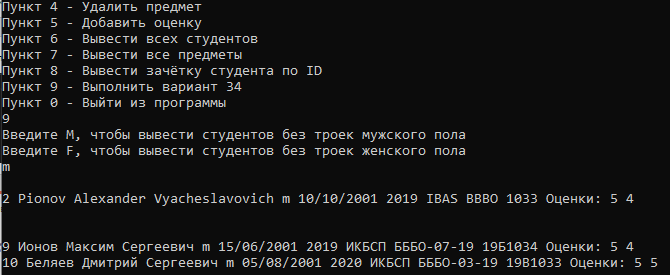 Пункт 4 - Удалить предмет
Пункт 5 - Добавить оценку
Пункт 6 - Вывести всех студентов
Пункт 7 - Вывести все предметы
Пункт 8 - Вывести зачётку студента по ID
Пункт 9 - Выполнить вариант 34
Пункт 0 - Выйти из программы
9
Введите M, чтобы вывести студентов без троек мужского пола
Введите F, чтобы вывести студентов без троек женского пола
m
2 Pionov Alexander Vyacheslavovich m 10/10/2001 2019 IBAS BBBO 1033 Оценки: 5 4
9 Ионов Максим Сергеевич m 15/06/2001 2019 ИКБСП БББО-07-19 19Б1034 Оценки: 5 4
10 Беляев Дмитрий Сергеевич m 05/08/2001 2020 ИКБСП БББО-03-19 19В1033 Оценки: 5 5